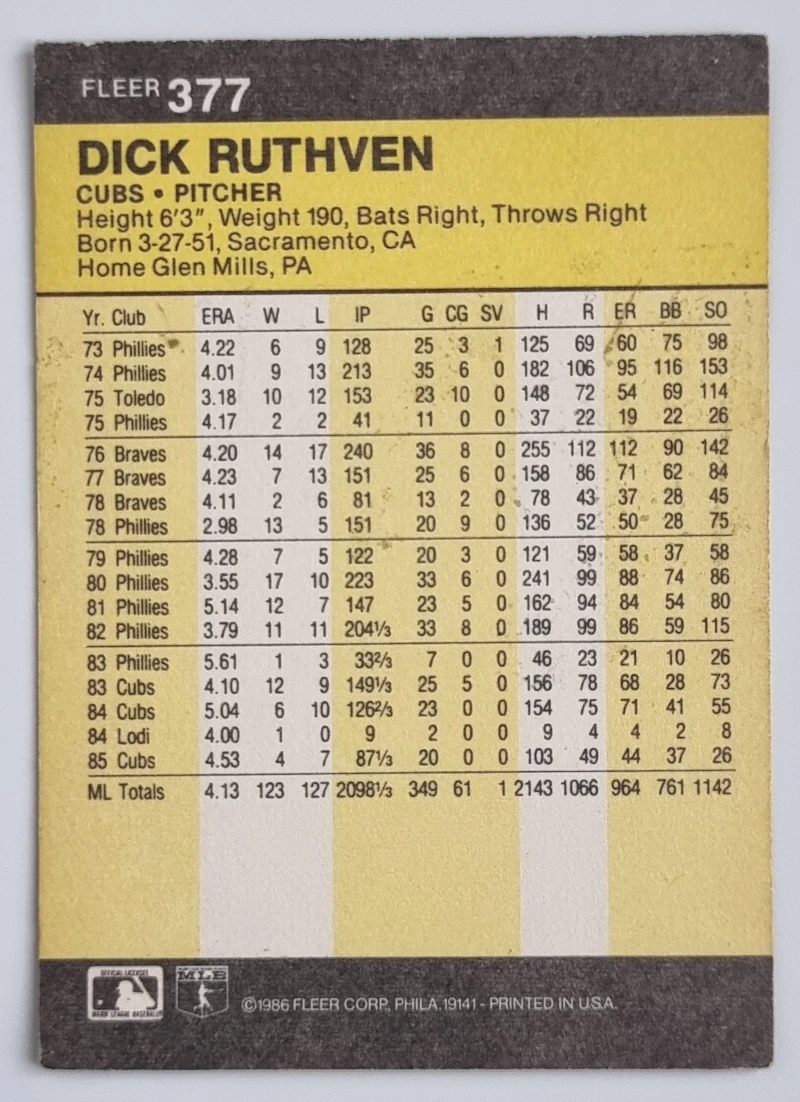 FLEER 377
DICK RUTHVEN
CUBS • PITCHER
Height 6'3", Weight 190, Bats Right, Throws Right
Born 3-27-51, Sacramento, CA
Home Glen Mills, PA
Yr. Club ERA W L IP G CG SV H R ER BB SO
73 Phillies 4.22 6 9 128 25 3 1 125 69 60 75 98
74 Phillies 4.01 9 13 213 35 6 0 182 106 95 116 153
75 Toledo 3.18 10 12 153 23 10 0 148 72 54 69 114
75 Phillies 4.17 2 2 41 11 0 0 37 22 19 22 26
76 Braves 4.20 14 17 240 36 8 0 255 112 112 90 142
77 Braves 4.23 7 13 151 25 6 0 158 86 71 62 84
78 Braves 4.11 2 6 81 13 2 0 78 43 37 28 45
78 Phillies 2.98 13 5 151 20 9 0 136 52 50 28 75
79 Phillies 4.28 7 5 122 20 3 0 121 59 58 37 58
80 Phillies 3.55 17 10 223 33 6 0 241 99 88 74 86
81 Phillies 5.14 12 7 147 23 5 0 162 94 84 54 80
82 Phillies 3.79 11 11 204⅓ 33 8 0 189 99 86 59 115
83 Phillies 5.61 1 3 33⅔ 7 0 0 46 23 21 10 26
83 Cubs 4.10 12 9 149⅓ 25 5 0 156 78 68 28 73
84 Cubs 5.04 6 10 126⅔ 23 0 0 154 75 71 41 55
84 Lodi 4.00 1 0 9 2 0 0 9 4 4 2 8
85 Cubs 4.53 4 7 87⅓ 20 0 0 103 49 44 37 26
ML Totals 4.13 123 127 2098⅓ 349 61 1 2143 1066 964 761 1142
OFFICIAL LICENSEE
MAJOR LEAGUE BASEBALL
MLB
©1986 FLEER CORP., PHILA. 19141 - PRINTED IN U.S.A.